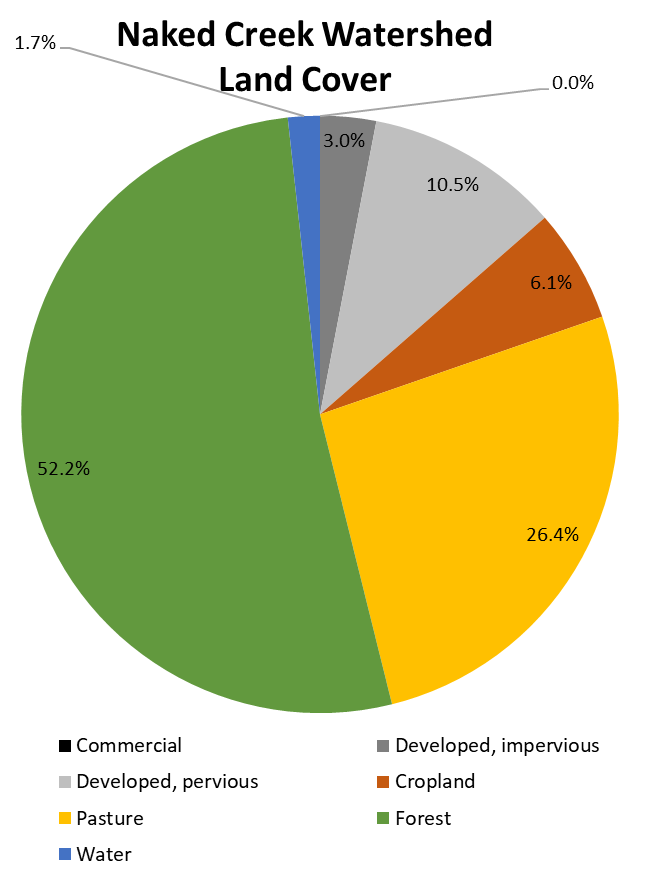 Naked Creek Watershed
Land Cover
1.7%
0.0%
3.0%
10.5%
6.1%
52.2%
26.4%
Commercial
Developed, impervious
Developed, pervious
Cropland
Pasture
Forest
Water